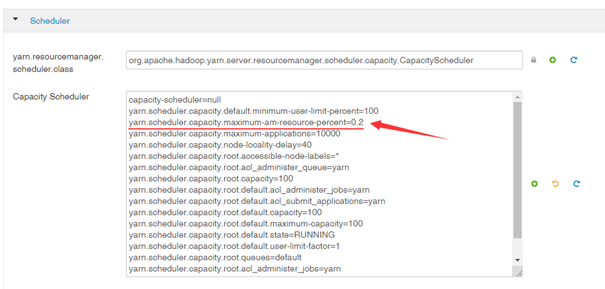 Scheduler
yarn.resourcemanager.
scheduler.class
org.apache.hadoop.yarn.server.resourcemanager.scheduler.capacity.CapacityScheduler
Capacity Scheduler
capacity-scheduler=null
yarn.scheduler.capacity.default.minimum-user-limit-percent=100
yarn.scheduler.capacity.maximum-am-resource-percent=0.2
yarn.scheduler.capacity.maximum-applications=10000
yarn.scheduler.capacity.node-locality-delay=40
yarn.scheduler.capacity.root.accessible-node-labels=*
yarn.scheduler.capacity.root.acl_administer_queue=yarn
yarn.scheduler.capacity.root.capacity=100
yarn.scheduler.capacity.root.default.acl_administer_jobs=yarn
yarn.scheduler.capacity.root.default.acl_submit_applications=yarn
yarn.scheduler.capacity.root.default.capacity=100
yarn.scheduler.capacity.root.default.maximum-capacity=100
yarn.scheduler.capacity.root.default.state=RUNNING
yarn.scheduler.capacity.root.default.user-limit-factor=1
yarn.scheduler.capacity.root.queues=default
yarn.scheduler.capacity.root.acl_administer_jobs=yarn